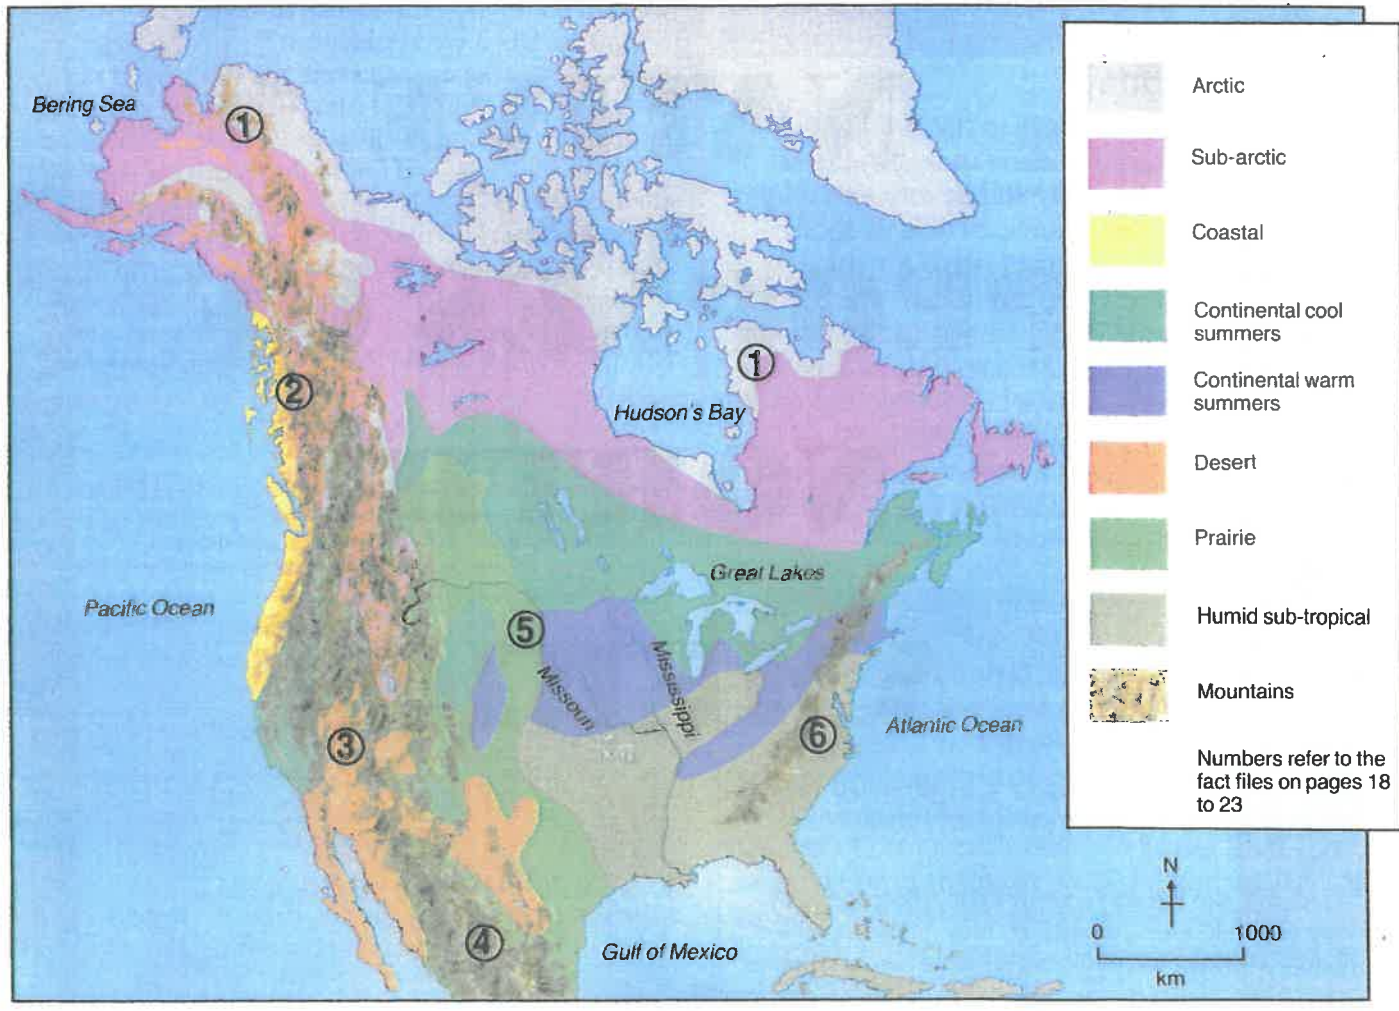 Bering Sea
1
2
1
Hudson's Bay
Great Lakes
Pacific Ocean
5
Missouri
Mississippi
3
6
Atlantic Ocean
4
Gulf of Mexico
Arctic
Sub-arctic
Coastal
Continental cool
summers
Continental warm
summers
Desert
Prairie
Humid sub-tropical
Mountains
Numbers refer to the
fact files on pages 18
to 23
N
0
1000
km